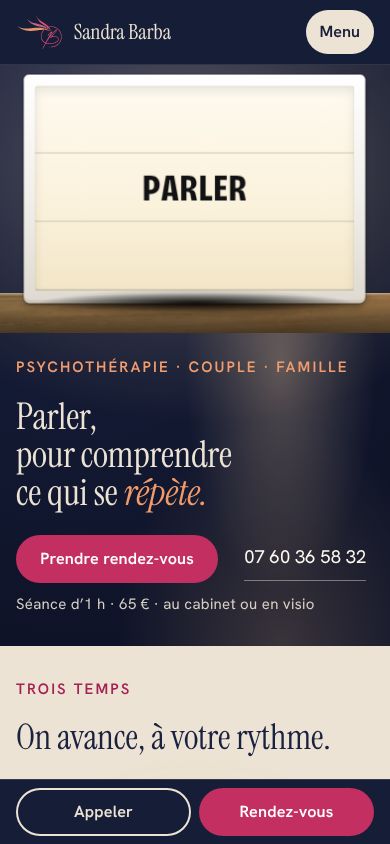 Sandra Barba
Menu
PARLER
PSYCHOTHÉRAPIE · COUPLE · FAMILLE
Parler,
pour comprendre
ce qui se répète.
Prendre rendez-vous
07 60 36 58 32
Séance d’1 h · 65 € · au cabinet ou en visio
TROIS TEMPS
On avance, à votre rythme.
Appeler
Rendez-vous